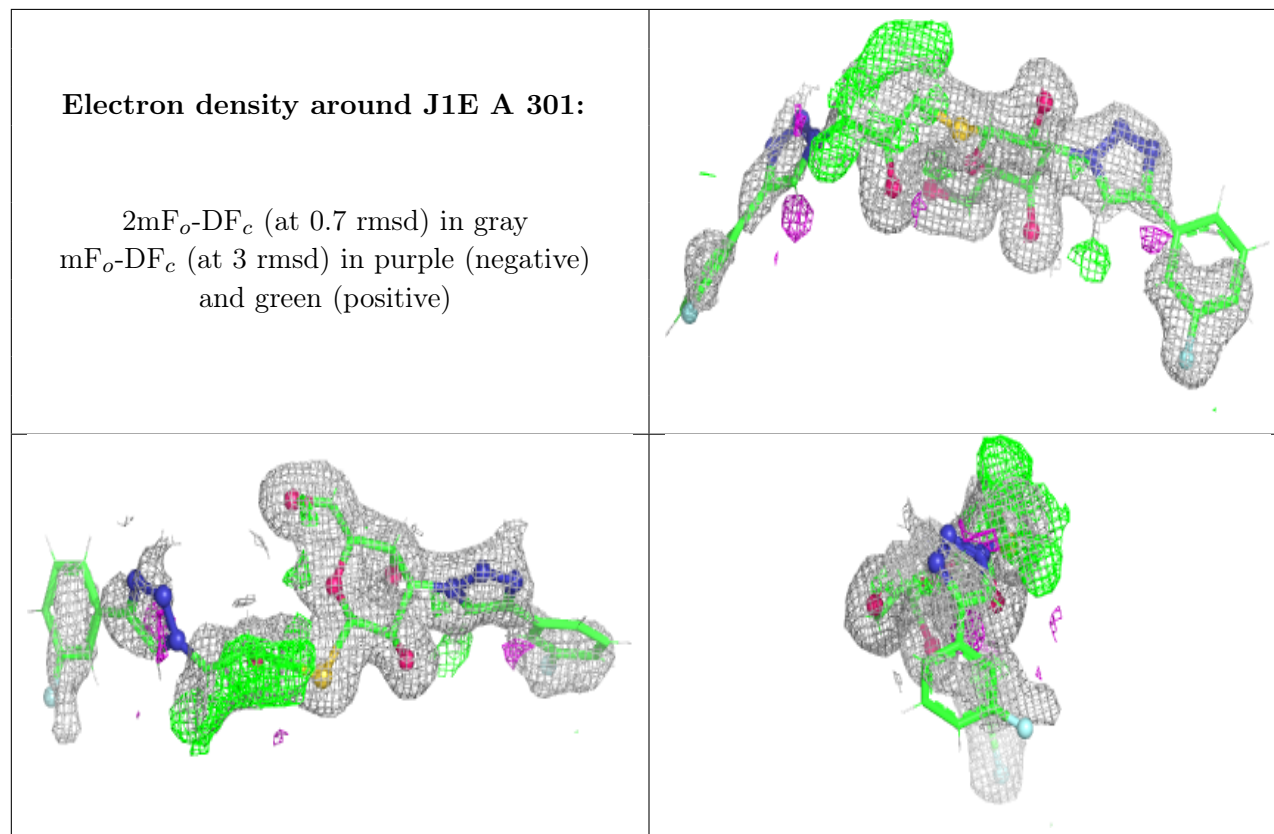 Electron density around J1E A 301:
2mFₒ-DF𝒸 (at 0.7 rmsd) in gray
mFₒ-DF𝒸 (at 3 rmsd) in purple (negative)
and green (positive)